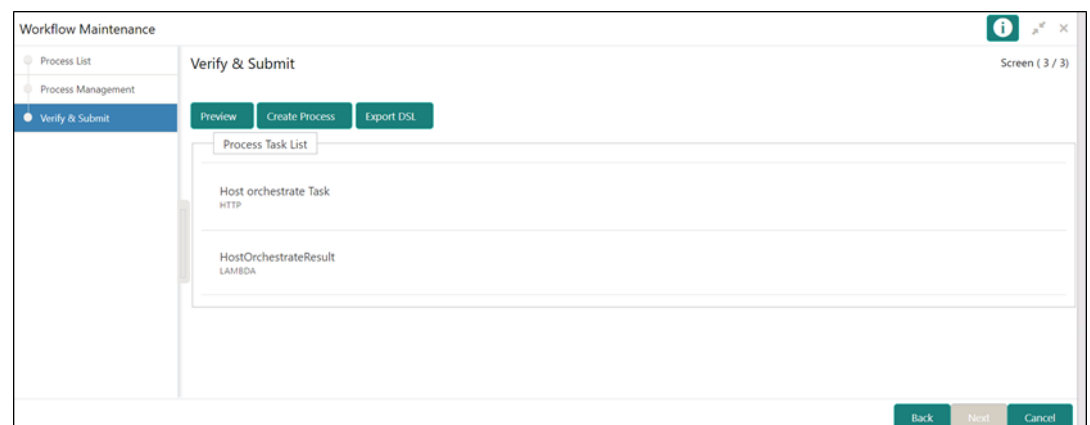 Workflow Maintenance
i
Process List
Verify & Submit
Screen ( 3 / 3)
Process Management
Verify & Submit
Preview
Create Process
Export DSL
Process Task List
Host orchestrate Task
HTTP
HostOrchestrateResult
LAMBDA
Back
Next
Cancel